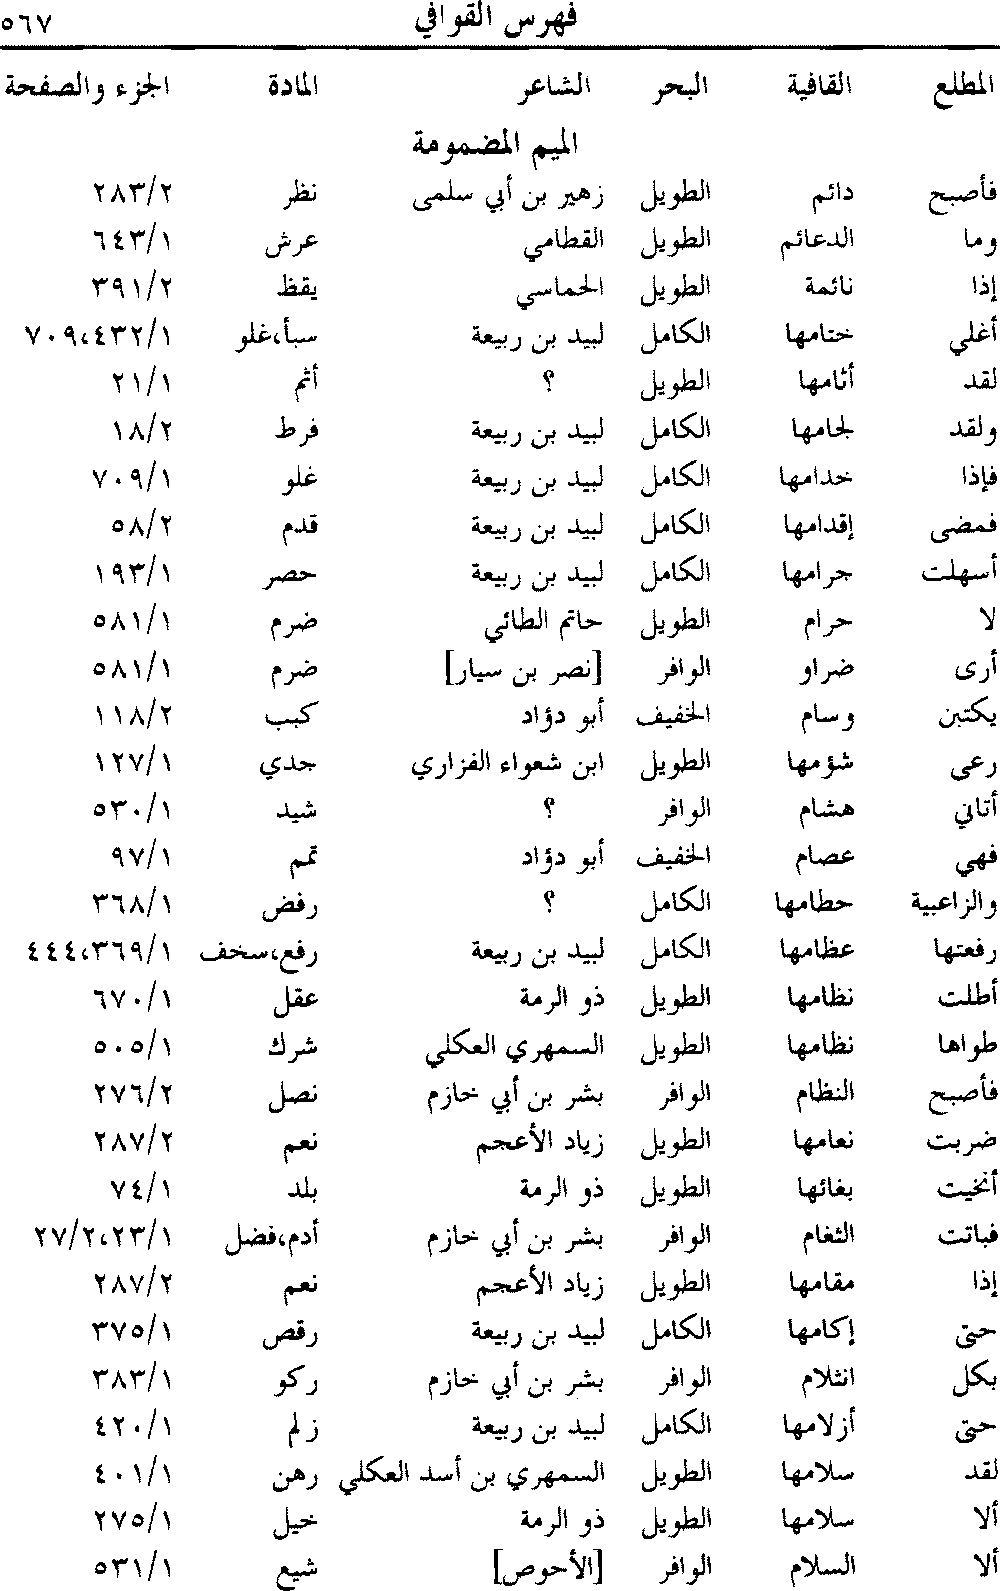 فهرس القوافي ٥٦٧
المطلع القافية البحر الشاعر المادة الجزء والصفحة
الميم المضمومة
فأصبح دائم الطويل زهير بن أبي سلمى نظر ٢٨٣/٢
وما الدعائم الطويل القطامي عرش ٦٤٣/١
إذا نائمة الطويل الحماسي يقظ ٣٩١/٢
أغلي ختامها الكامل لبيد بن ربيعة سبأ،غلو ٧٠٩،٤٣٢/١
لقد أثامها الطويل ؟ أثم ٢١/١
ولقد لجامها الكامل لبيد بن ربيعة فرط ١٨/٢
فإذا خدامها الكامل لبيد بن ربيعة غلو ٧٠٩/١
فمضى إقدامها الكامل لبيد بن ربيعة قدم ٥٨/٢
أسهلت جرامها الكامل لبيد بن ربيعة حصر ١٩٣/١
لا حرام الطويل حاتم الطائي ضرم ٥٨١/١
أرى ضراو الوافر [نصر بن سيار] ضرم ٥٨١/١
يكتبن وسام الخفيف أبو دؤاد كبب ١١٨/٢
رعى شؤمها الطويل ابن شعواء الفزاري جدي ١٢٧/١
أتاني هشام الوافر ؟ شيد ٥٣٠/١
فهي عصام الخفيف أبو دؤاد تمم ٩٧/١
والزاعبية حطامها الكامل ؟ رفض ٣٦٨/١
رفعتها عظامها الكامل لبيد بن ربيعة رفع،سخف ٤٤٤،٣٦٩/١
أطلت نظامها الطويل ذو الرمة عقل ٦٧٠/١
طواها نظامها الطويل السمهري العكلي شرك ٥٠٥/١
فأصبح النظام الوافر بشر بن أبي خازم نصل ٢٧٦/٢
ضربت نعامها الطويل زياد الأعجم نعم ٢٨٧/٢
أنخيت بغائها الطويل ذو الرمة بلد ٧٤/١
فباتت الثغام الوافر بشر بن أبي خازم أدم،فضل ٢٧/٢،٢٣/١
إذا مقامها الطويل زياد الأعجم نعم ٢٨٧/٢
حتى إكامها الكامل لبيد بن ربيعة رقص ٣٧٥/١
بكل انثلام الوافر بشر بن أبي خازم ركو ٣٨٣/١
حتى أزلامها الكامل لبيد بن ربيعة زلم ٤٢٠/١
لقد سلامها الطويل السمهري بن أسد العكلي رهن ٤٠١/١
ألا سلامها الطويل ذو الرمة خيل ٢٧٥/١
ألا السلام الوافر [الأحوص] شيع ٥٣١/١